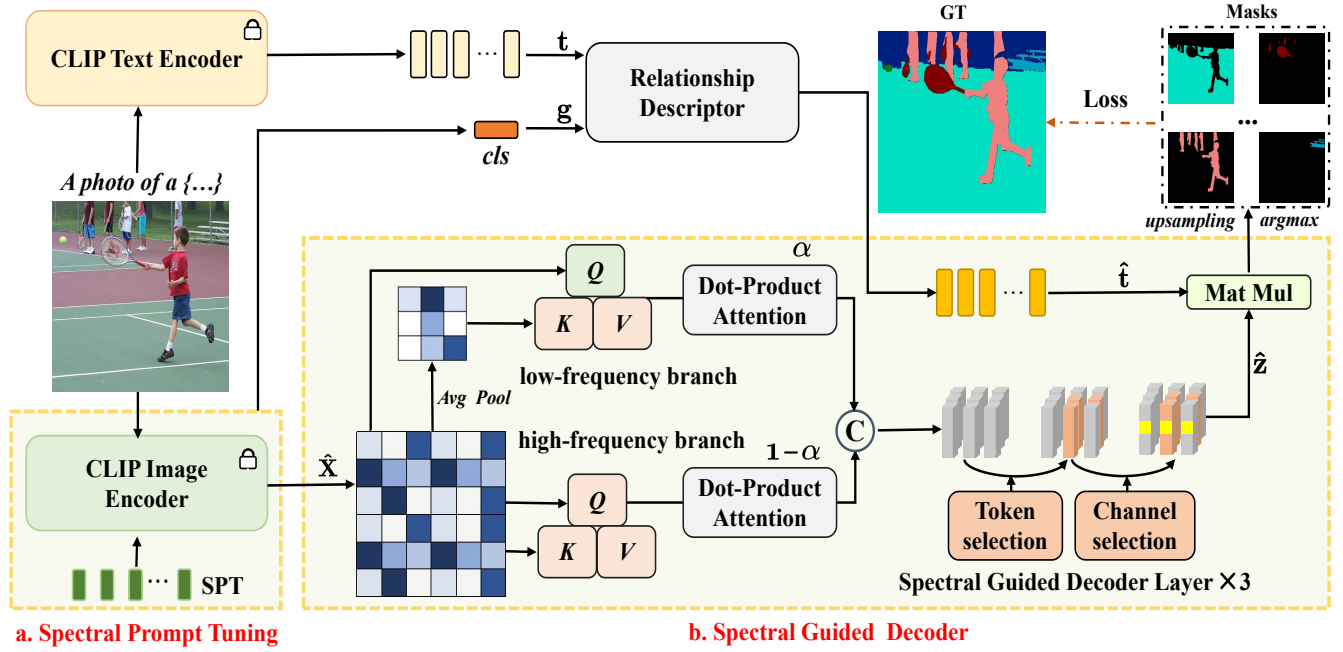 CLIP Text Encoder
t
g
cls
Relationship
Descriptor
GT
Loss
Masks
...
upsampling argmax
A photo of a {...}
CLIP Image
Encoder
SPT
a. Spectral Prompt Tuning
x̂
Q
K V
Dot-Product
Attention
α
low-frequency branch
Avg Pool
high-frequency branch
1-α
Q
K V
Dot-Product
Attention
C
t̂
Mat Mul
ẑ
Token
selection
Channel
selection
Spectral Guided Decoder Layer ×3
b. Spectral Guided Decoder